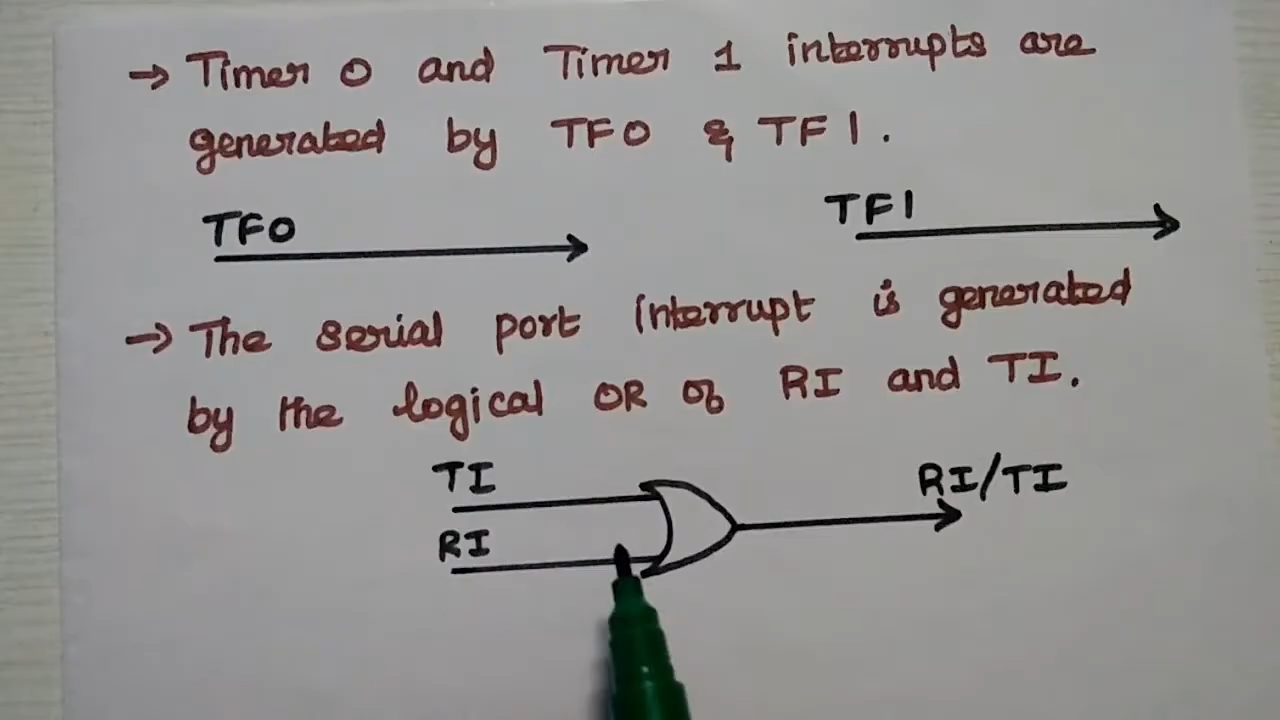 → Timer 0 and Timer 1 interrupts are
generated by TF0 & TF1.
TF0
TF1
→ The serial port interrupt is generated
by the logical OR of RI and TI.
TI
RI/TI
RI